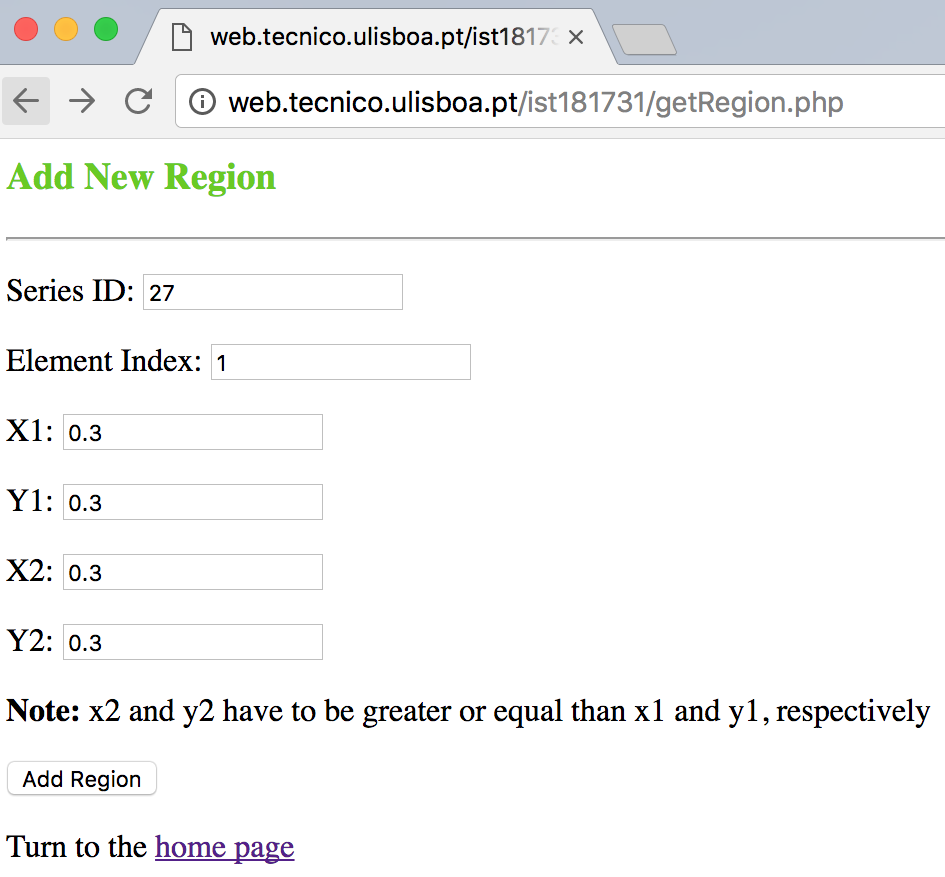 web.tecnico.ulisboa.pt/ist18173
web.tecnico.ulisboa.pt/ist181731/getRegion.php
Add New Region
Series ID: 27
Element Index: 1
X1: 0.3
Y1: 0.3
X2: 0.3
Y2: 0.3
Note: x2 and y2 have to be greater or equal than x1 and y1, respectively
Add Region
Turn to the home page